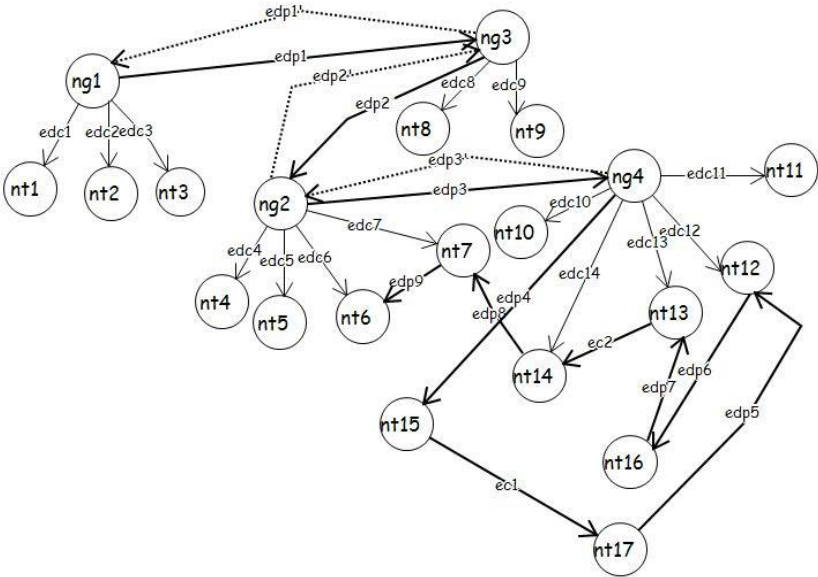 edp1'
ng3
edp1
ng1
edp2'
edc8
edc9
edp2
edc1
edc2
edc3
nt8
nt9
edp3'
ng4
edc11
nt11
nt1
nt2
nt3
edp3
ng2
edc10
nt10
edc7
edc12
edc13
edc4
edc5
edc6
nt7
nt12
edc14
edp9
edp4
nt4
nt5
nt6
edp8
nt13
ec2
nt14
edp6
edp7
edp5
nt15
nt16
ec1
nt17